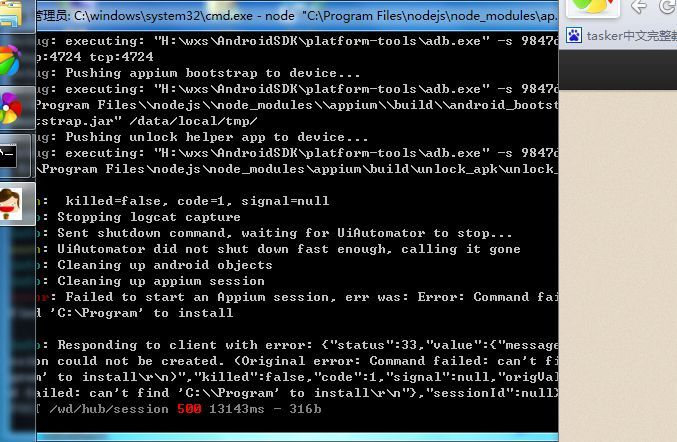 管理员: C:\windows\system32\cmd.exe - node "C:\Program Files\nodejs\node_modules\ap.
tasker中文完整
ug: executing: "H:\wxs\AndroidSDK\platform-tools\adb.exe" -s 9847d
p:4724 tcp:4724
ug: Pushing appium bootstrap to device...
ug: executing: "H:\wxs\AndroidSDK\platform-tools\adb.exe" -s 9847d
Program Files\\nodejs\\node_modules\\appium\\build\\android_bootst
tstrap.jar" /data/local/tmp/
ug: Pushing unlock helper app to device...
ug: executing: "H:\wxs\AndroidSDK\platform-tools\adb.exe" -s 9847d
\Program Files\nodejs\node_modules\appium\build\unlock_apk\unlock_
: killed=false, code=1, signal=null
: Stopping logcat capture
: Sent shutdown command, waiting for UiAutomator to stop...
: UiAutomator did not shut down fast enough, calling it gone
: Cleaning up android objects
: Cleaning up appium session
: Failed to start an Appium session, err was: Error: Command fai
'C:\Program' to install
: Responding to client with error: {"status":33,"value":{"message
on could not be created. (Original error: Command failed: can't fi
m' to install\r\n)","killed":false,"code":1,"signal":null,"origVal
failed: can't find 'C:\\Program' to install\r\n"},"sessionId":null}
/wd/hub/session 500 13143ms - 316b